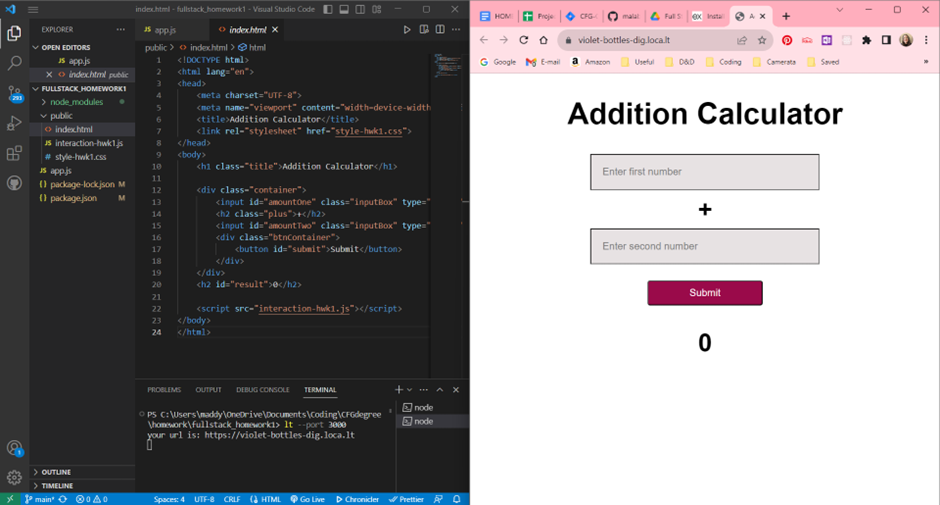 index.html - fullstack_homework1 - Visual Studio Code
EXPLORER
OPEN EDITORS
app.js
index.html public
FULLSTACK_HOMEWORK1
node_modules
public
index.html
interaction-hwk1.js
style-hwk1.css
app.js
package-lock.json M
package.json M
OUTLINE
TIMELINE
293
1
app.js
index.html
public > index.html > html
1 <!DOCTYPE html>
2 <html lang="en">
3 <head>
4 <meta charset="UTF-8">
5 <meta name="viewport" content="width=device-width
6 <title>Addition Calculator</title>
7 <link rel="stylesheet" href="style-hwk1.css">
8 </head>
9 <body>
10 <h1 class="title">Addition Calculator</h1>
11
12 <div class="container">
13 <input id="amountOne" class="inputBox" type="
14 <h2 class="plus">+</h2>
15 <input id="amountTwo" class="inputBox" type="
16 <div class="btnContainer">
17 <button id="submit">Submit</button>
18 </div>
19 </div>
20 <h2 id="result">0</h2>
21
22 <script src="interaction-hwk1.js"></script>
23 </body>
24 </html>
PROBLEMS OUTPUT DEBUG CONSOLE TERMINAL
PS C:\Users\maddy\OneDrive\Documents\Coding\CFGdegree
\homework\fullstack_homework1> lt --port 3000
your url is: https://violet-bottles-dig.loca.lt
node
node
main* 0 0 Spaces: 4 UTF-8 CRLF HTML Go Live Chronicler Prettier
HOMI Projec CFG- malac Full St Instal A
violet-bottles-dig.loca.lt
Google E-mail Amazon Useful D&D Coding Camerata Saved »
Addition Calculator
Enter first number
+
Enter second number
Submit
0